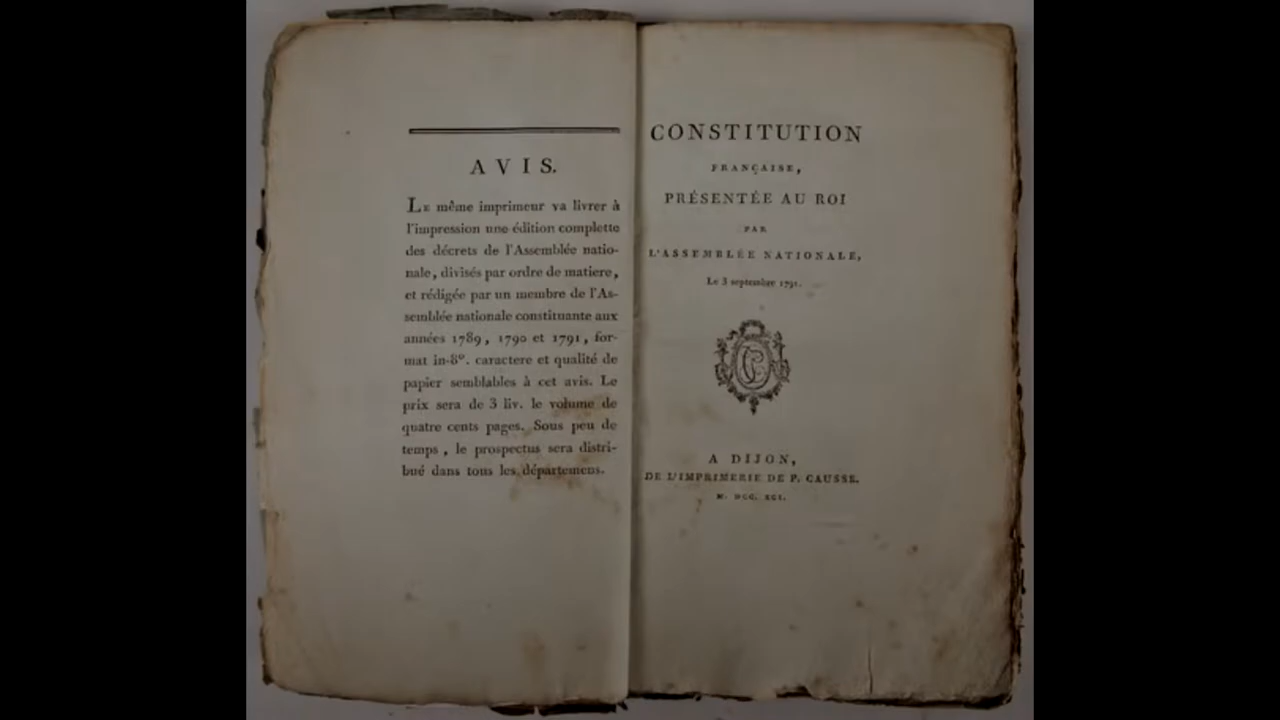 AVIS.
LE même imprimeur va livrer à
l'impression une édition complette
des décrets de l'Assemblée natio-
nale, divisés par ordre de matiere,
et rédigée par un membre de l'As-
semblée nationale constituante aux
années 1789, 1790 et 1791, for-
mat in-8°. caractere et qualité de
papier semblables à cet avis. Le
prix sera de 3 liv. le volume de
quatre cents pages. Sous peu de
temps, le prospectus sera distri-
bué dans tous les départemens.
CONSTITUTION
FRANÇAISE,
PRÉSENTÉE AU ROI
PAR
L'ASSEMBLÉE NATIONALE,
Le 3 septembre 1791.
A DIJON,
DE L'IMPRIMERIE DE P. CAUSSE.
M. DCC. XCI.